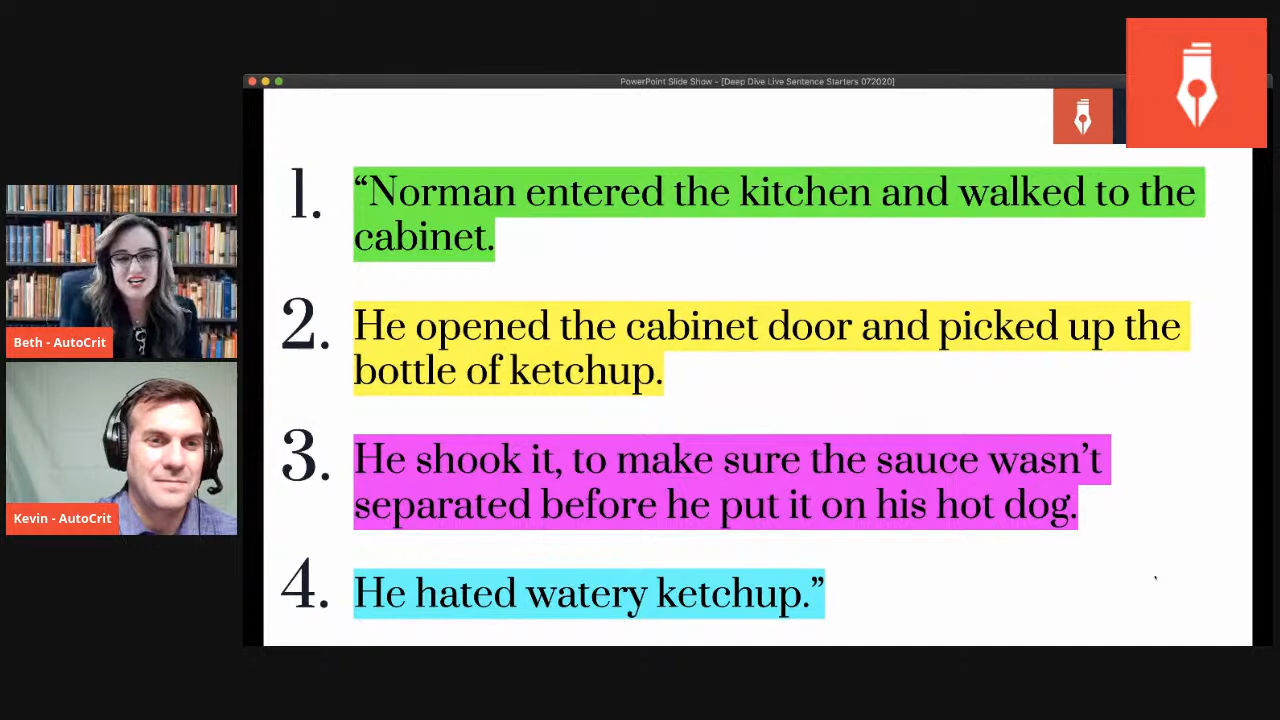 PowerPoint Slide Show - [Deep Dive Live Sentence Starters 072020]
1. “Norman entered the kitchen and walked to the
cabinet.
2. He opened the cabinet door and picked up the
bottle of ketchup.
3. He shook it, to make sure the sauce wasn’t
separated before he put it on his hot dog.
4. He hated watery ketchup.”
Beth - AutoCrit
Kevin - AutoCrit